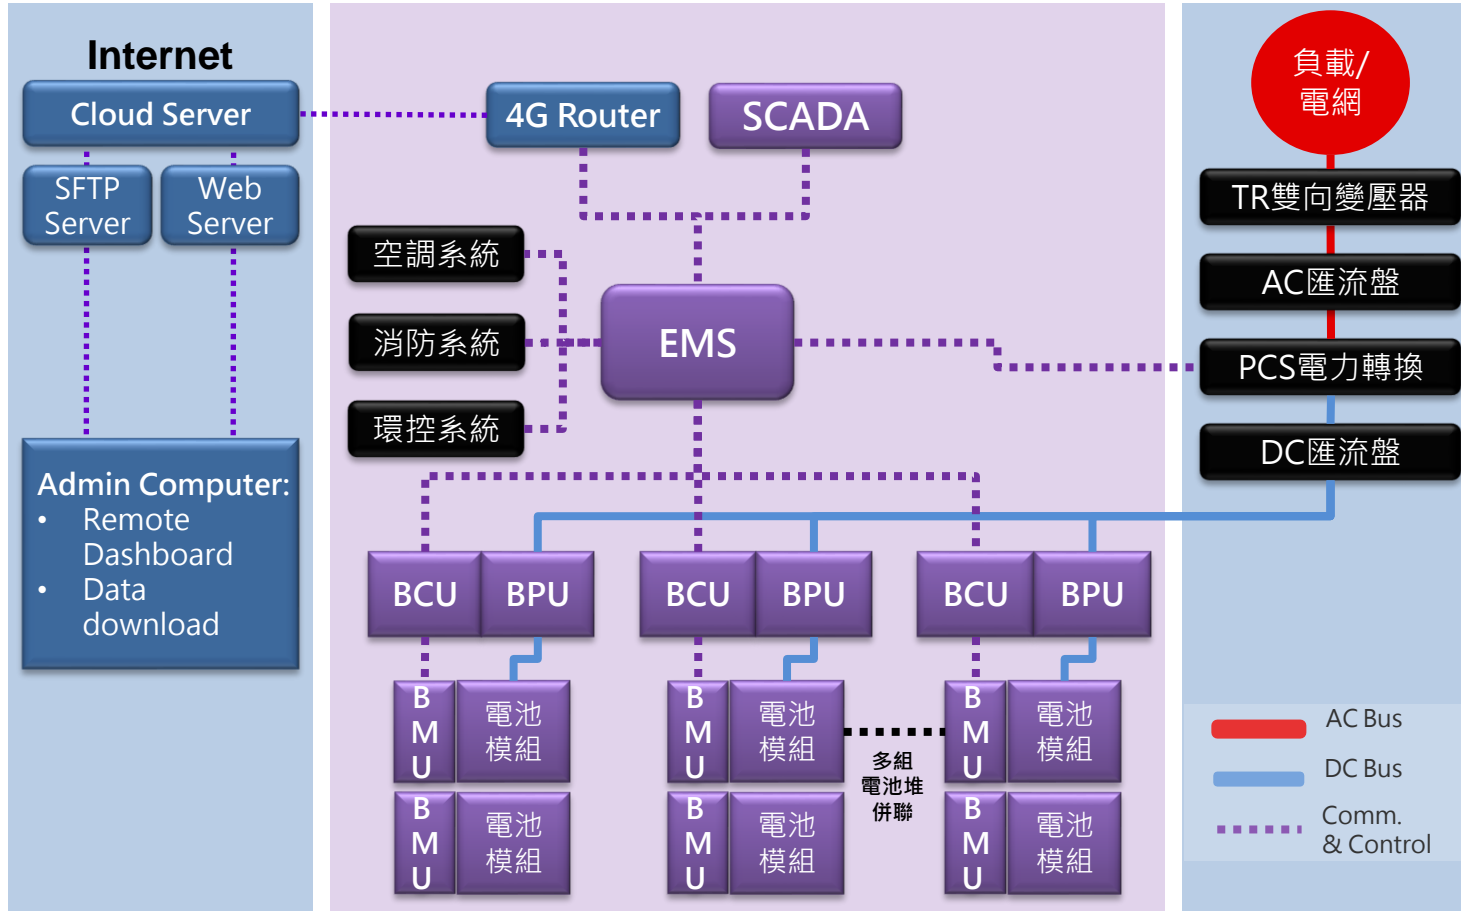 Internet
Cloud Server
SFTP
Server
Web
Server
Admin Computer:
• Remote
Dashboard
• Data
download
4G Router
SCADA
空調系統
消防系統
環控系統
EMS
BCU
BPU
BCU
BPU
BCU
BPU
B
M
U
電池
模組
B
M
U
電池
模組
B
M
U
電池
模組
多組
電池堆
併聯
B
M
U
電池
模組
B
M
U
電池
模組
B
M
U
電池
模組
負載/
電網
TR雙向變壓器
AC匯流盤
PCS電力轉換
DC匯流盤
AC Bus
DC Bus
Comm.
& Control